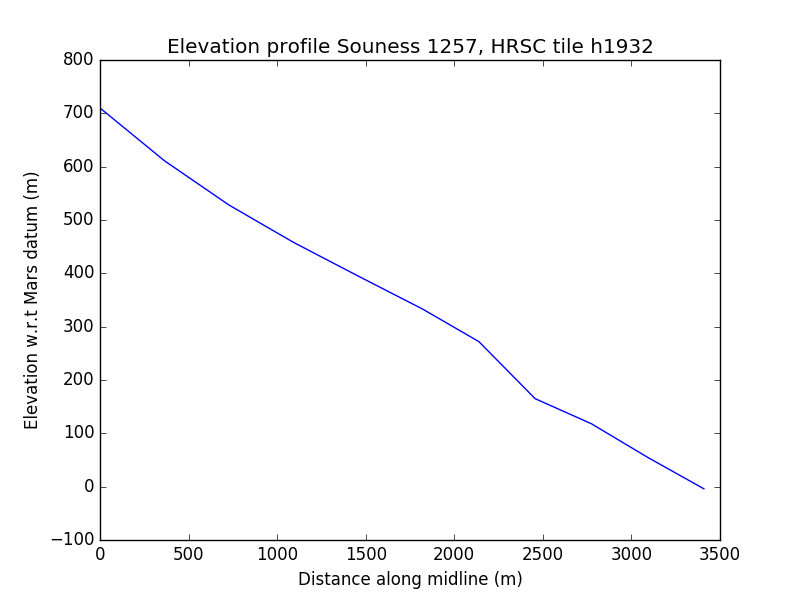 Elevation profile Souness 1257, HRSC tile h1932
800
700
600
500
400
300
200
100
0
−100
Elevation w.r.t Mars datum (m)
0 500 1000 1500 2000 2500 3000 3500
Distance along midline (m)